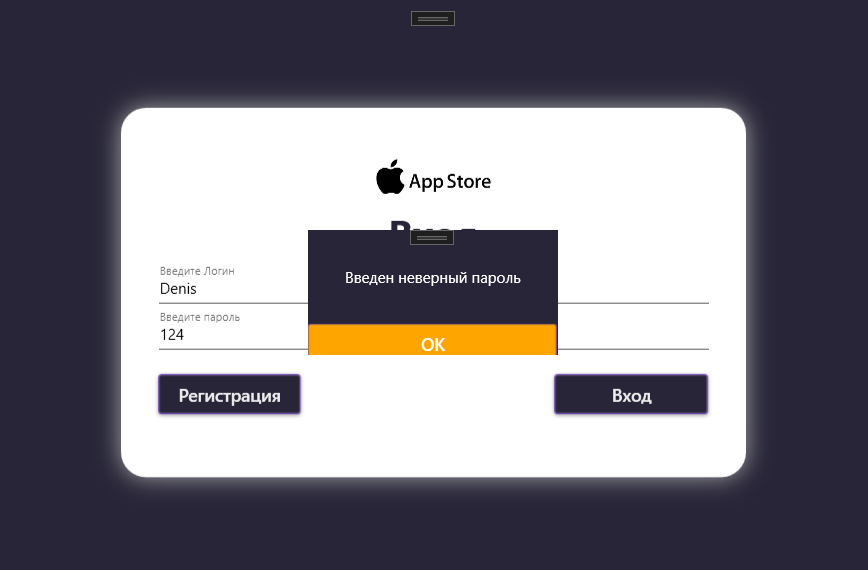 App Store
Введен неверный пароль
OK
Введите Логин
Denis
Введите пароль
124
Регистрация
Вход